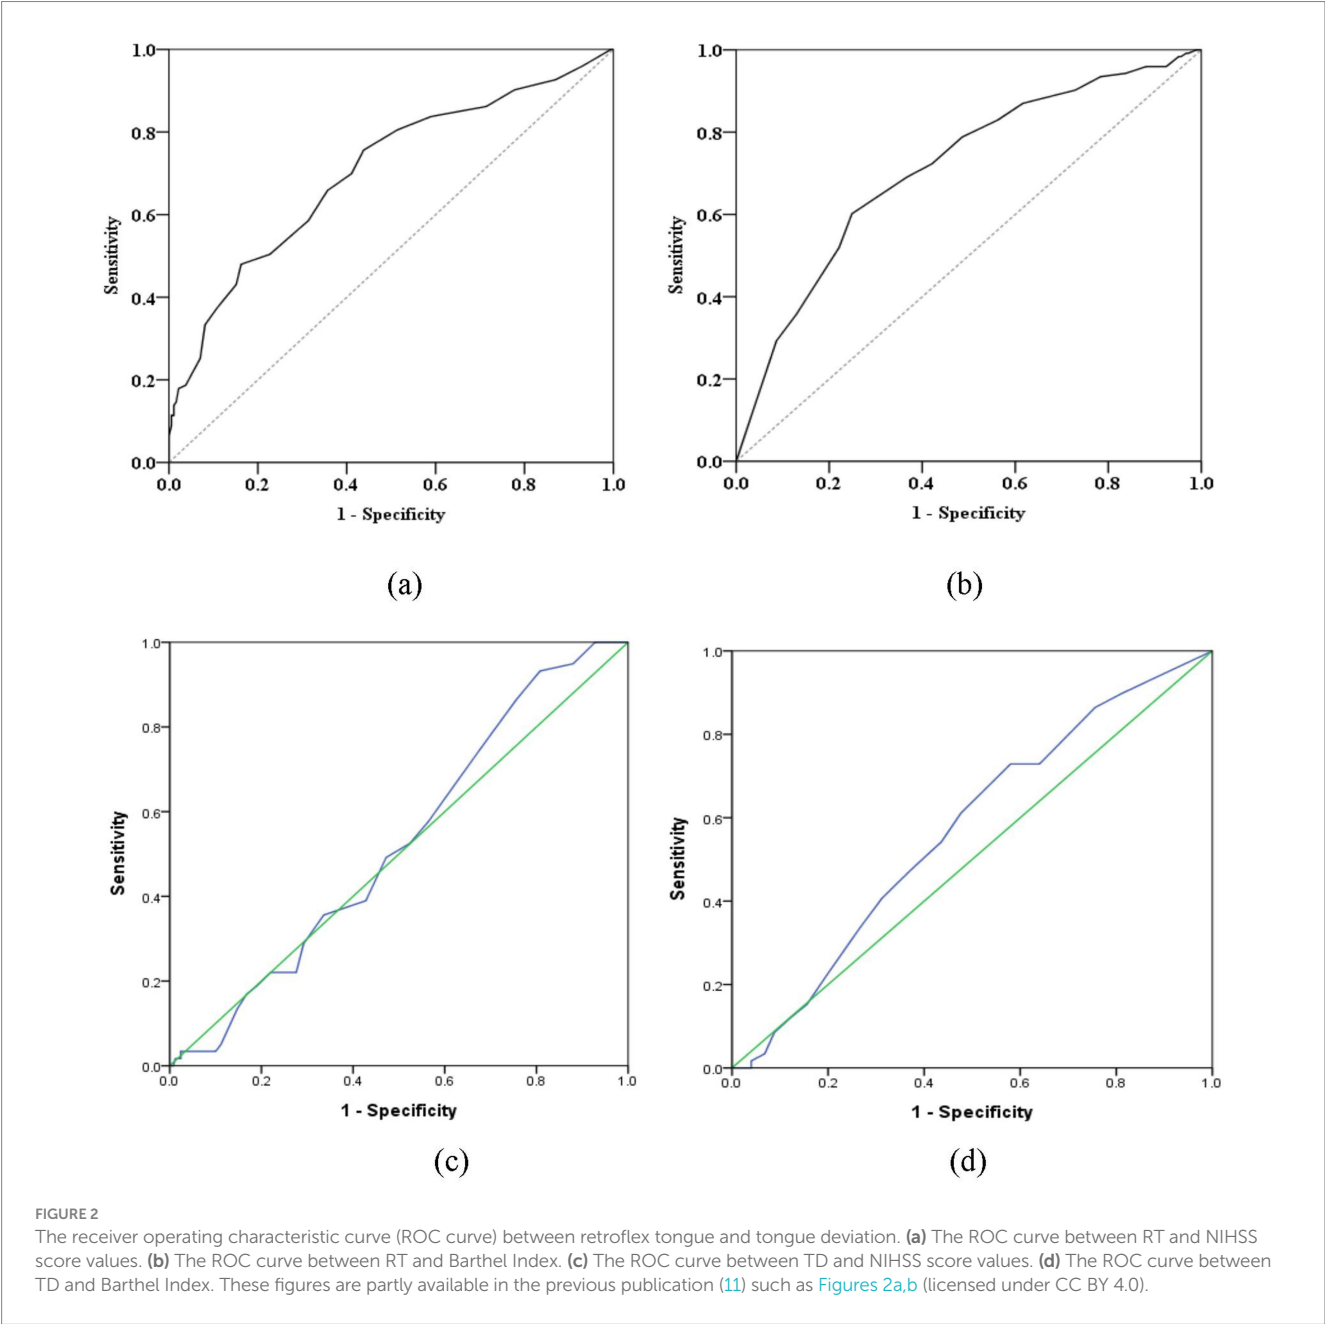 1.0
0.8
0.6
0.4
0.2
0.0
Sensitivity
0.0 0.2 0.4 0.6 0.8 1.0
1 - Specificity
(a)
1.0
0.8
0.6
0.4
0.2
0.0
Sensitivity
0.0 0.2 0.4 0.6 0.8 1.0
1 - Specificity
(b)
1.0
0.8
0.6
0.4
0.2
0.0
Sensitivity
0.0 0.2 0.4 0.6 0.8 1.0
1 - Specificity
(c)
1.0
0.8
0.6
0.4
0.2
0.0
Sensitivity
0.0 0.2 0.4 0.6 0.8 1.0
1 - Specificity
(d)
FIGURE 2
The receiver operating characteristic curve (ROC curve) between retroflex tongue and tongue deviation. (a) The ROC curve between RT and NIHSS
score values. (b) The ROC curve between RT and Barthel Index. (c) The ROC curve between TD and NIHSS score values. (d) The ROC curve between
TD and Barthel Index. These figures are partly available in the previous publication (11) such as Figures 2a,b (licensed under CC BY 4.0).